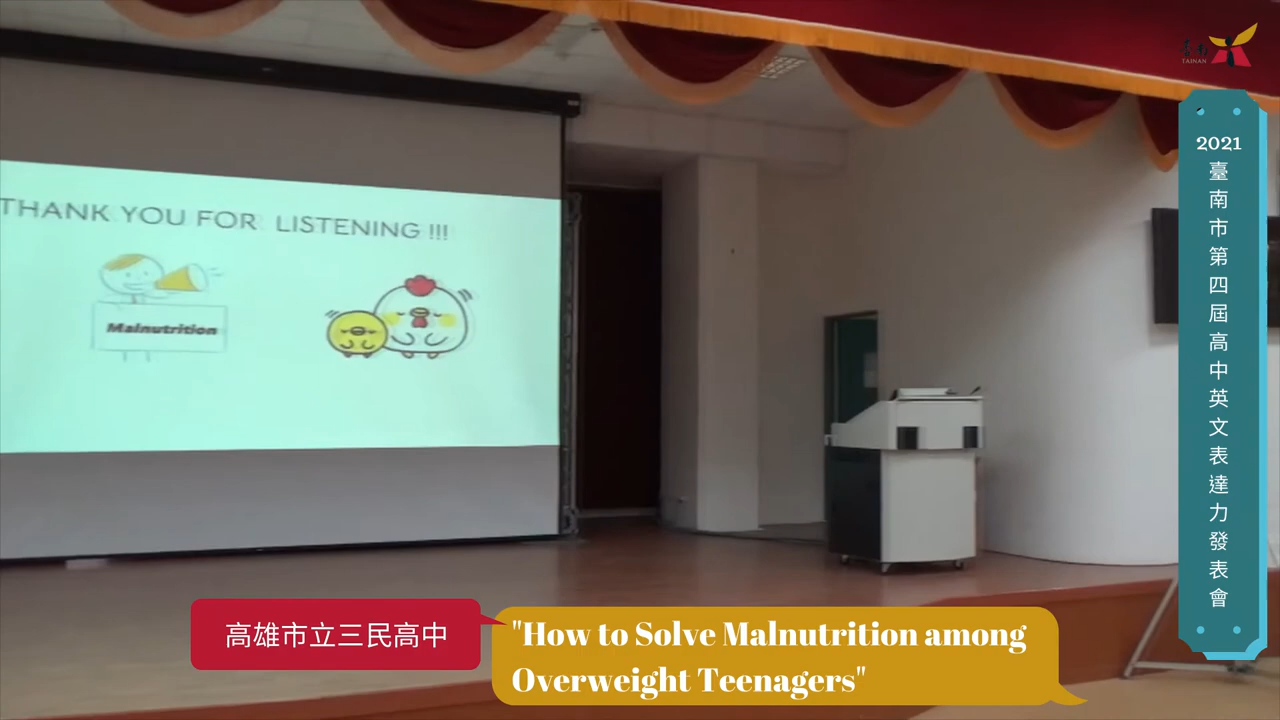 THANK YOU FOR LISTENING !!!
Malnutrition
臺南
TAINAN
2021
臺南市第四屆高中英文表達力發表會
高雄市立三民高中
"How to Solve Malnutrition among
Overweight Teenagers"